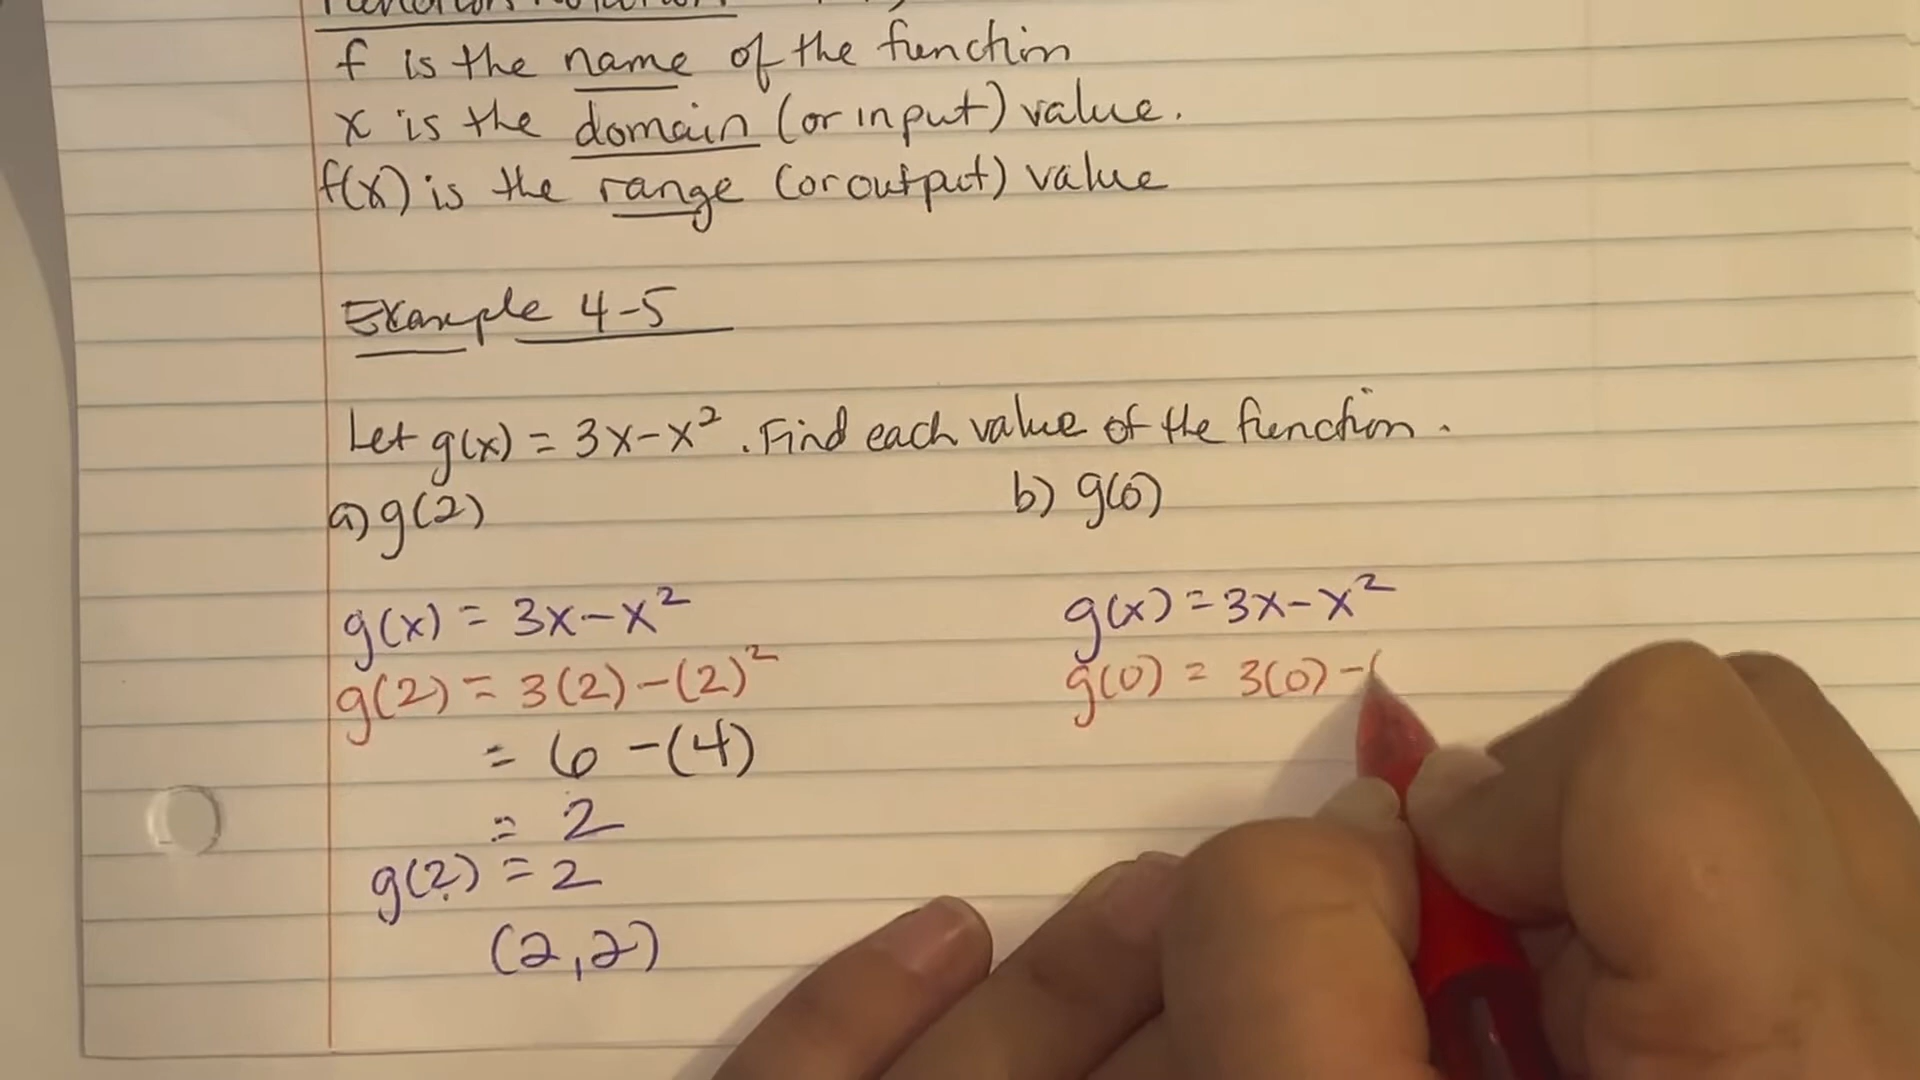 f is the name of the function
x is the domain (or input) value.
f(x) is the range (or output) value
Example 4-5
Let g(x) = 3x-x². Find each value of the function.
a) g(2)
b) g(0)
g(x) = 3x-x²
g(2) = 3(2)-(2)²
= 6 -(4)
= 2
g(2) = 2
(2,2)
g(x) = 3x-x²
g(0) = 3(0) -(